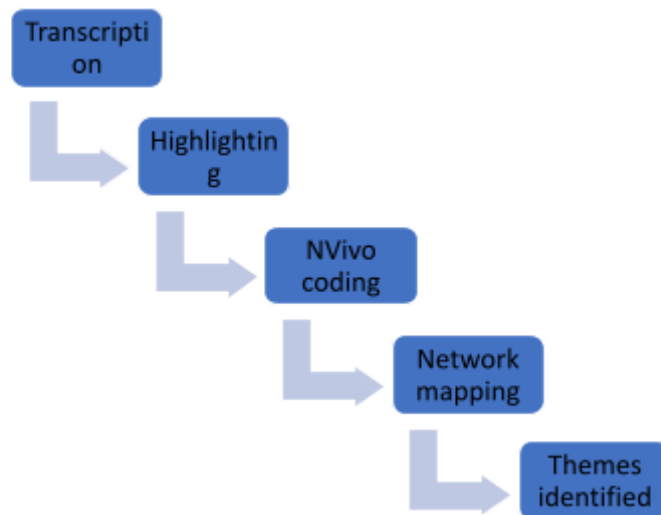 Transcripti
on
Highlightin
g
NVivo
coding
Network
mapping
Themes
identified